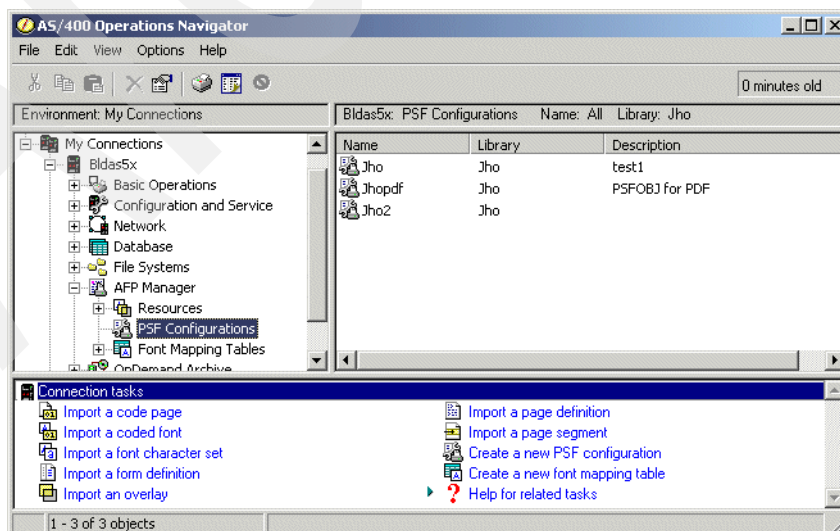 AS/400 Operations Navigator
File Edit View Options Help
0 minutes old
Environment: My Connections
Bldas5x: PSF Configurations Name: All Library: Jho
My Connections
Bldas5x
Basic Operations
Configuration and Service
Network
Database
File Systems
AFP Manager
Resources
PSF Configurations
Font Mapping Tables
OnDemand Archive
Name Library Description
Jho Jho test1
Jhopdf Jho PSFOBJ for PDF
Jho2 Jho
Connection tasks
Import a code page
Import a coded font
Import a font character set
Import a form definition
Import an overlay
Import a page definition
Import a page segment
Create a new PSF configuration
Create a new font mapping table
Help for related tasks
1 - 3 of 3 objects